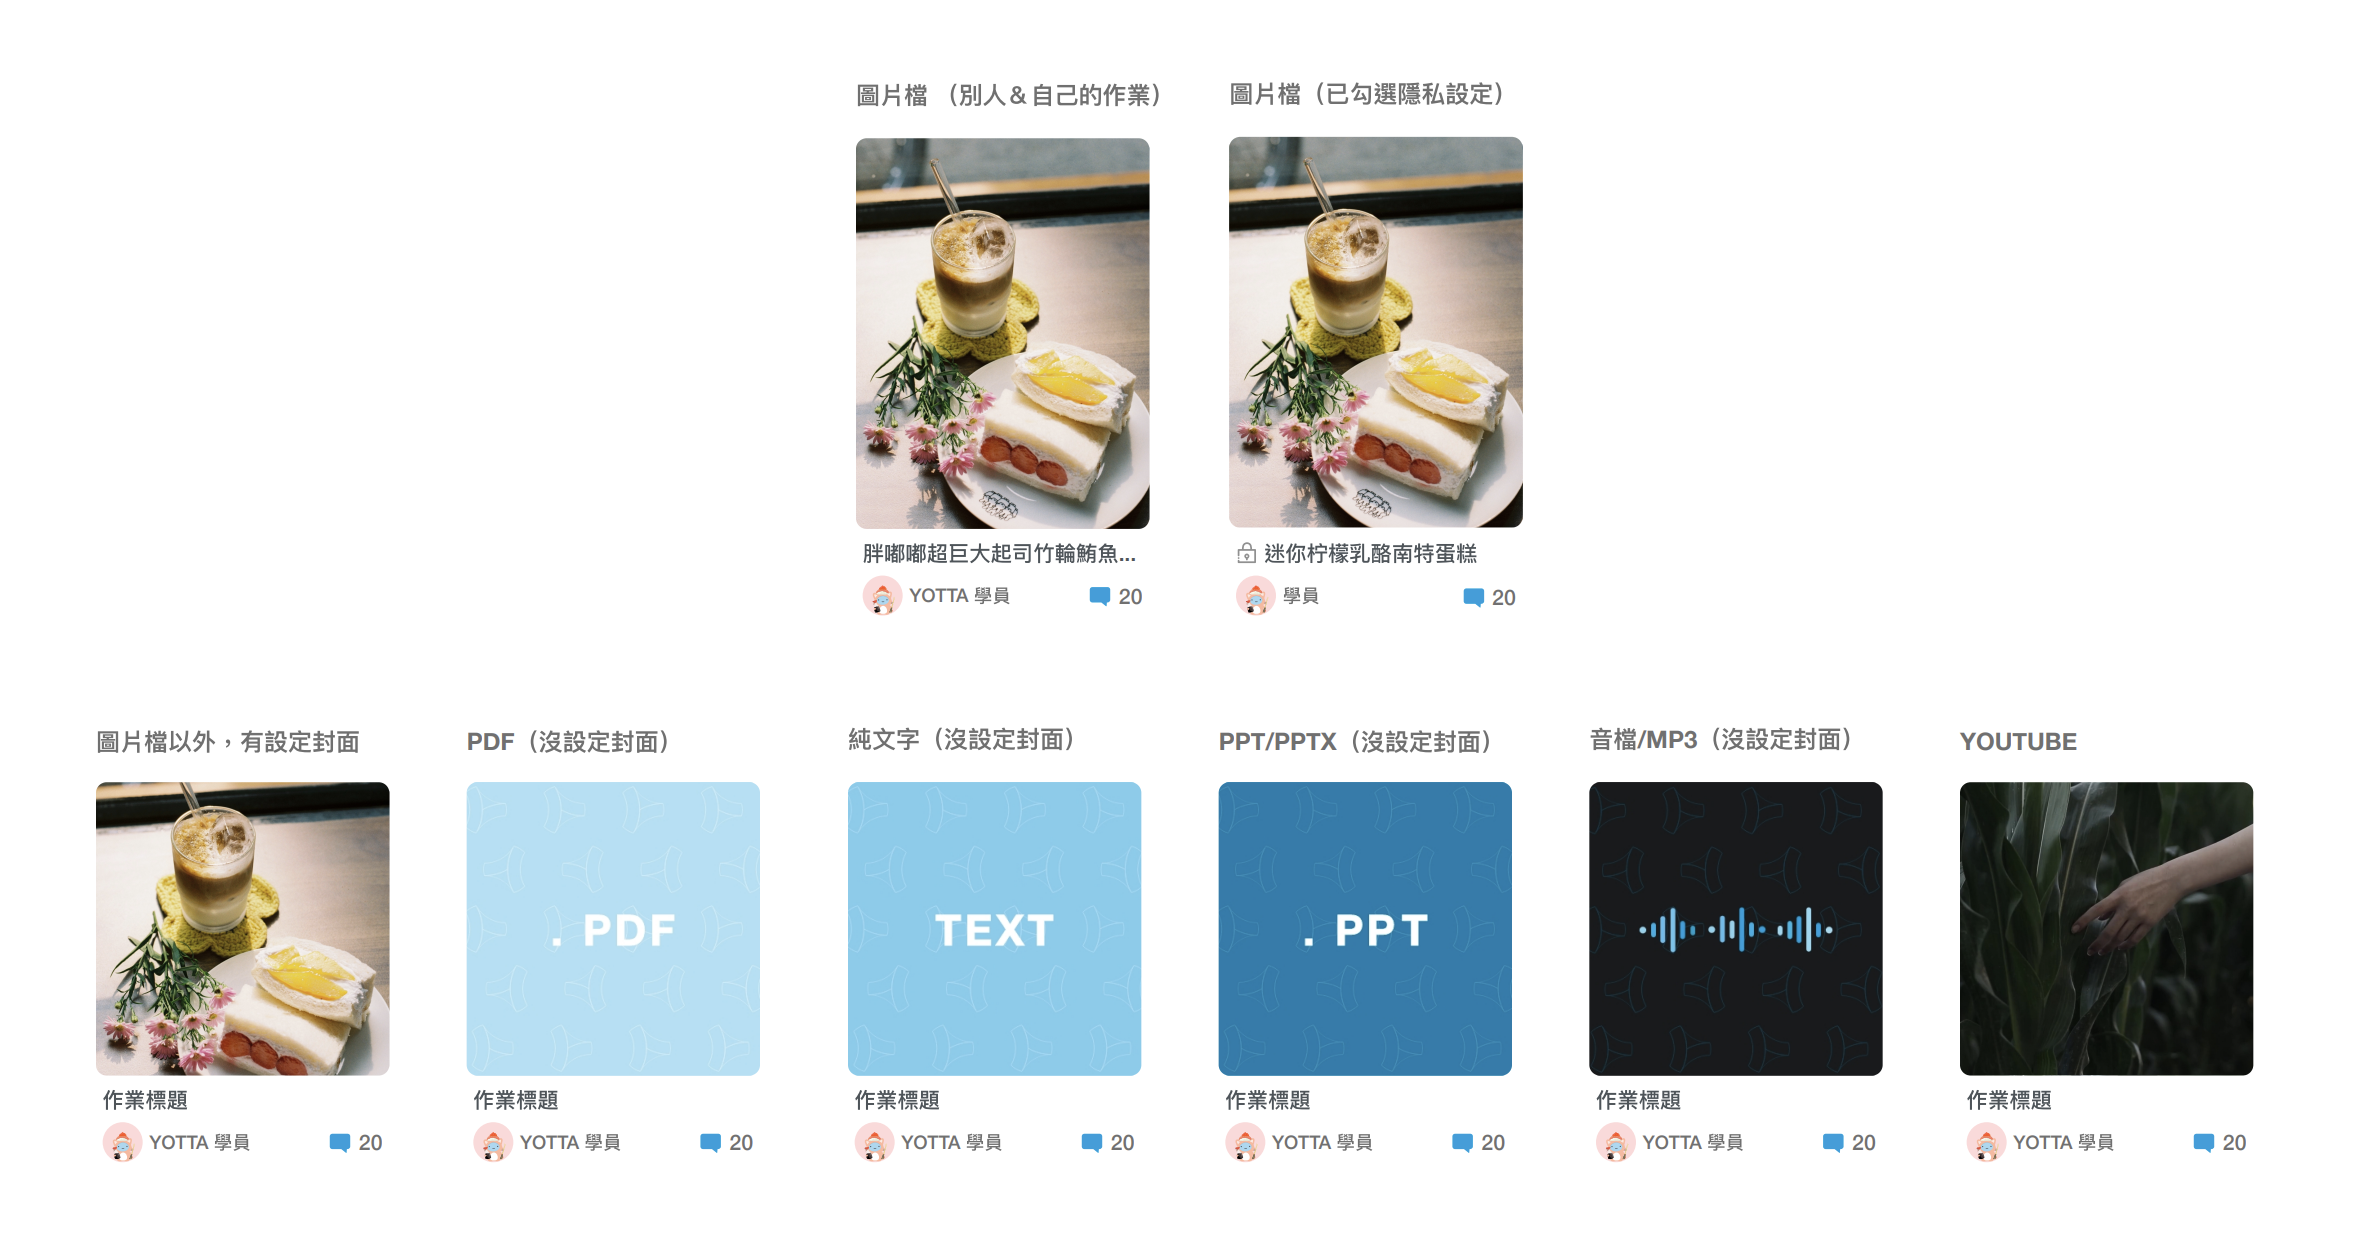 圖片檔 （別人＆自己的作業）
圖片檔（已勾選隱私設定）
胖嘟嘟超巨大起司竹輪鮪魚...
YOTTA 學員
20
迷你柠檬乳酪南特蛋糕
學員
20
圖片檔以外，有設定封面
PDF（沒設定封面）
純文字（沒設定封面）
PPT/PPTX（沒設定封面）
音檔/MP3（沒設定封面）
YOUTUBE
. PDF
TEXT
. PPT
作業標題
YOTTA 學員
20
作業標題
YOTTA 學員
20
作業標題
YOTTA 學員
20
作業標題
YOTTA 學員
20
作業標題
YOTTA 學員
20
作業標題
YOTTA 學員
20